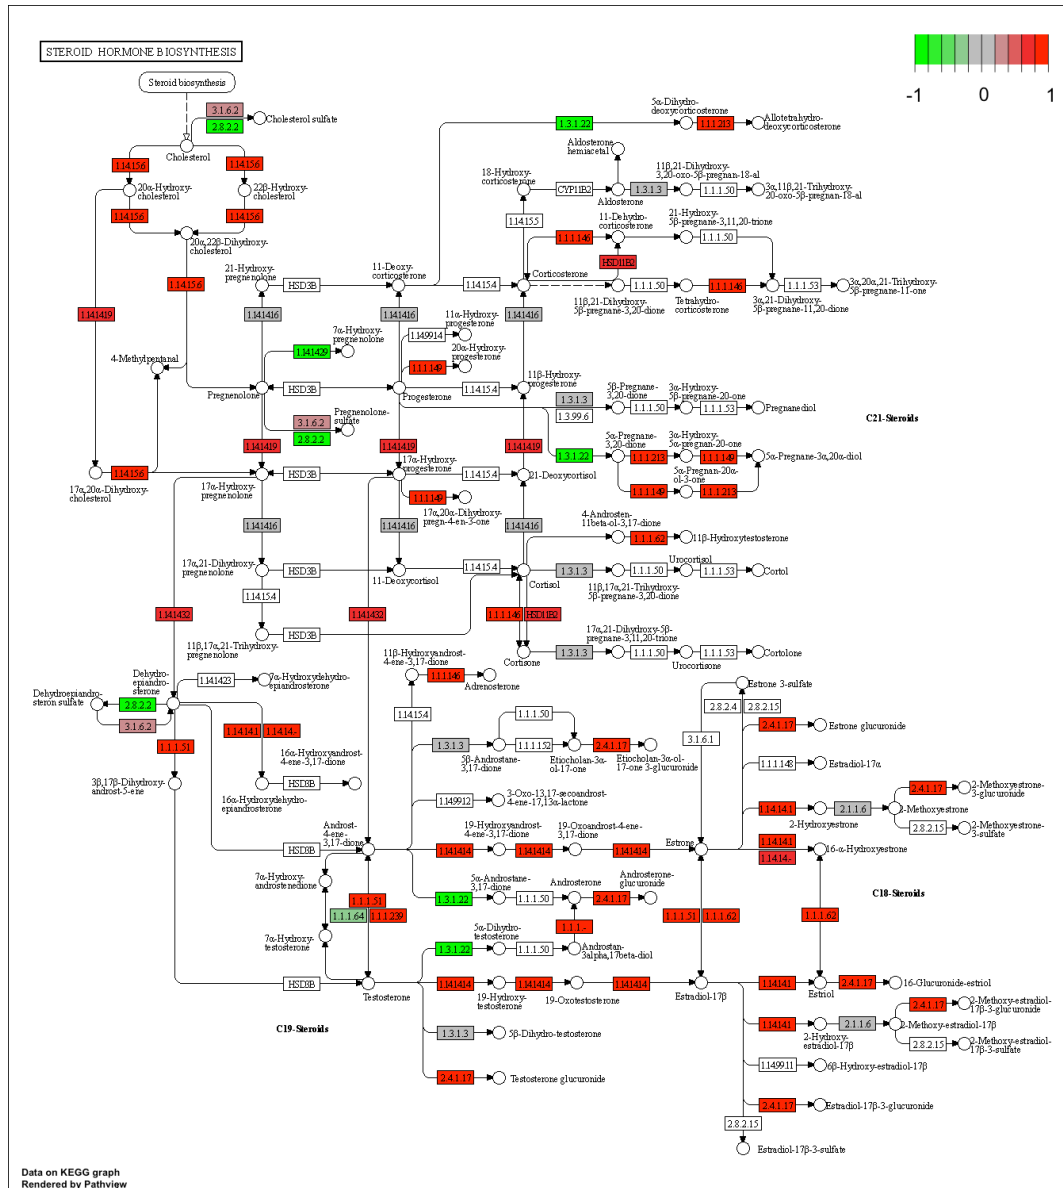 STEROID HORMONE BIOSYNTHESIS
-1
0
1
Steroid biosynthesis
3.1.6.2
2.8.2.2
Cholesterol sulfate
Cholesterol
1.14.15.6
1.14.15.6
20α-Hydroxy-
cholesterol
22β-Hydroxy-
cholesterol
1.14.15.6
1.14.15.6
20α,22β-Dihydroxy-
cholesterol
1.14.15.6
1.14.14.19
4-Methylpentanal
1.14.15.6
17α,20α-Dihydroxy-
cholesterol
1.3.1.22
5α-Dihydro-
deoxycorticosterone
1.1.1.213
Allotetrahydro-
deoxycorticosterone
Aldosterone
hemiacetal
18-Hydroxy-
corticosterone
CYP11B2
Aldosterone
1.3.1.3
11β,21-Dihydroxy-
3,20-oxo-5β-pregnan-18-al
1.1.1.50
3α,11β,21-Trihydroxy-
20-oxo-5β-pregnan-18-al
1.14.15.5
11-Dehydro-
corticosterone
1.1.1.146
HSD11B2
21-Hydroxy-
5β-pregnane-3,11,20-trione
1.1.1.50
21-Hydroxy-
pregnenolone
HSD3B
11-Deoxy-
corticosterone
1.14.15.4
Corticosterone
11β,21-Dihydroxy-
5β-pregnane-3,20-dione
1.1.1.50
Tetrahydro-
corticosterone
1.1.1.146
3α,21-Dihydroxy-
5β-pregnane-11,20-dione
1.1.1.53
3α,20α,21-Trihydroxy-
5β-pregnane-11-one
1.14.14.16
1.14.14.16
1.14.14.16
1.14.14.29
7α-Hydroxy-
pregnenolone
1.14.99.14
11α-Hydroxy-
progesterone
1.1.1.149
20α-Hydroxy-
progesterone
Pregnenolone
HSD3B
Progesterone
1.14.15.4
11β-Hydroxy-
progesterone
3.1.6.2
2.8.2.2
Pregnenolone-
sulfate
1.3.1.3
1.3.99.6
5β-Pregnane-
3,20-dione
1.1.1.50
3α-Hydroxy-
5β-pregnane-20-one
1.1.1.53
Pregnanediol
C21-Steroids
1.14.14.19
1.14.14.19
1.14.14.19
1.3.1.22
5α-Pregnane-
3,20-dione
1.1.1.213
3α-Hydroxy-
5α-pregnan-20-one
1.1.1.149
5α-Pregnane-3α,20α-diol
1.1.1.149
5α-Pregnan-20α-
ol-3-one
1.1.1.213
17α-Hydroxy-
pregnenolone
HSD3B
17α-Hydroxy-
progesterone
1.14.15.4
21-Deoxycortisol
1.1.1.149
17α,20α-Dihydroxy-
pregn-4-en-3-one
1.14.14.16
1.14.14.16
1.14.14.16
4-Androsten-
11beta-ol-3,17-dione
1.1.1.62
11β-Hydroxytestosterone
17α,21-Dihydroxy-
pregnenolone
HSD3B
11-Deoxycortisol
1.14.15.4
Cortisol
1.3.1.3
11β,17α,21-Trihydroxy-
5β-pregnane-3,20-dione
1.1.1.50
Urocortisol
1.1.1.53
Cortol
1.14.15.4
1.14.14.32
1.14.14.32
1.1.1.146
HSD11B2
11β,17α,21-Trihydroxy-
pregnenolone
HSD3B
Cortisone
1.3.1.3
17α,21-Dihydroxy-5β-
pregnane-3,11,20-trione
1.1.1.50
Urocortisone
1.1.1.53
Cortolone
11β-Hydroxyandrost-
4-ene-3,17-dione
1.1.1.146
Adrenosterone
1.14.15.4
Dehydro-
epiandro-
sterone
1.14.14.23
7α-Hydroxydehydro-
epiandrosterone
Dehydroepiandro-
steron sulfate
2.8.2.2
3.1.6.2
1.1.1.51
1.14.14.1
1.14.14.-
16α-Hydroxyandrost-
4-ene-3,17-dione
HSD3B
3β,17β-Dihydroxy-
androst-5-ene
16α-Hydroxydehydro-
epiandrosterone
1.3.1.3
5β-Androstane-
3,17-dione
1.1.1.50
1.1.1.152
Etiocholan-3α-
ol-17-one
2.4.1.17
Etiocholan-3α-ol-
17-one 3-glucuronide
1.14.99.12
3-Oxo-13,17-secoandrost-
4-ene-17,13α-lactone
Estrone 3-sulfate
2.8.2.4
2.8.2.15
3.1.6.1
2.4.1.17
Estrone glucuronide
1.1.1.148
Estradiol-17α
1.14.14.1
2-Hydroxyestrone
2.1.1.6
2-Methoxyestrone
2.4.1.17
2-Methoxyestrone-
3-glucuronide
2.8.2.15
2-Methoxyestrone-
3-sulfate
HSD3B
Androst-
4-ene-
3,17-dione
1.14.14.14
19-Hydroxyandrost-
4-ene-3,17-dione
1.14.14.14
19-Oxoandrost-4-ene-
3,17-dione
1.14.14.14
Estrone
1.14.14.1
1.14.14.-
16-α-Hydroxyestrone
7α-Hydroxy-
androstenedione
1.1.1.51
1.1.1.64
1.1.1.239
7α-Hydroxy-
testosterone
1.3.1.22
5α-Androstane-
3,17-dione
1.1.1.50
Androsterone
2.4.1.17
Androsterone-
glucuronide
1.1.1.-
1.3.1.22
5α-Dihydro-
testosterone
1.1.1.50
Androstan-
3alpha,17beta-diol
1.1.1.51
1.1.1.62
C18-Steroids
1.1.1.62
HSD3B
Testosterone
1.14.14.14
19-Hydroxy-
testosterone
1.14.14.14
19-Oxotestosterone
1.14.14.14
Estradiol-17β
1.14.14.1
Estriol
2.4.1.17
16-Glucuronide-estriol
C19-Steroids
1.3.1.3
5β-Dihydro-testosterone
2.4.1.17
Testosterone glucuronide
1.14.14.1
2-Hydroxy-
estradiol-17β
2.1.1.6
2-Methoxy-estradiol-17β
2.4.1.17
2-Methoxy-estradiol-
17β-3-glucuronide
2.8.2.15
2-Methoxy-estradiol-
17β-3-sulfate
1.14.99.11
6β-Hydroxy-estradiol-17β
2.4.1.17
Estradiol-17β-3-glucuronide
2.8.2.15
Estradiol-17β-3-sulfate
Data on KEGG graph
Rendered by Pathview